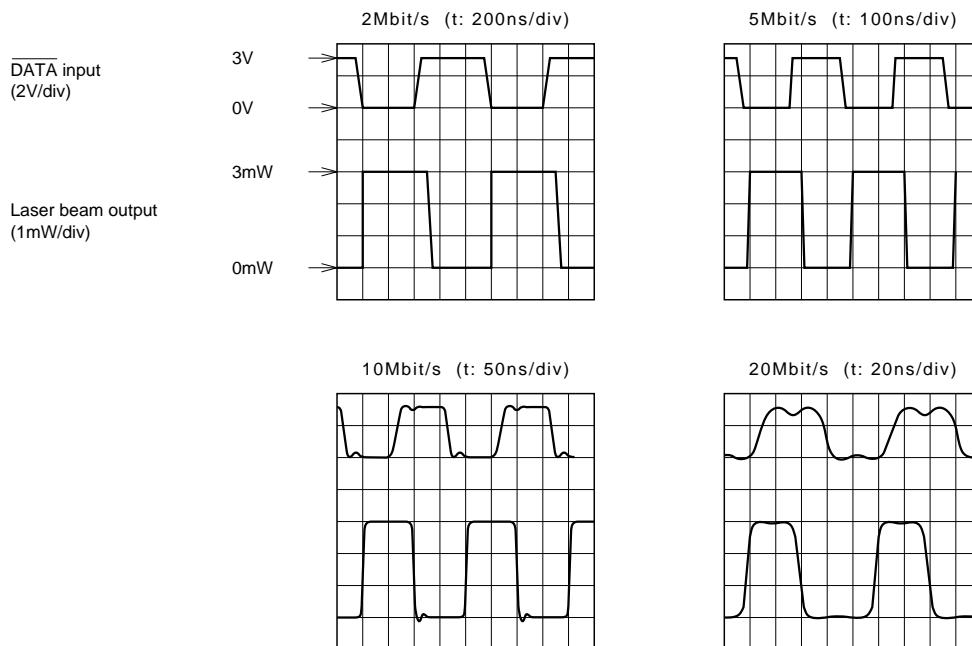 2Mbit/s (t: 200ns/div)
5Mbit/s (t: 100ns/div)
DATA input
(2V/div)
3V
0V
Laser beam output
(1mW/div)
3mW
0mW
10Mbit/s (t: 50ns/div)
20Mbit/s (t: 20ns/div)